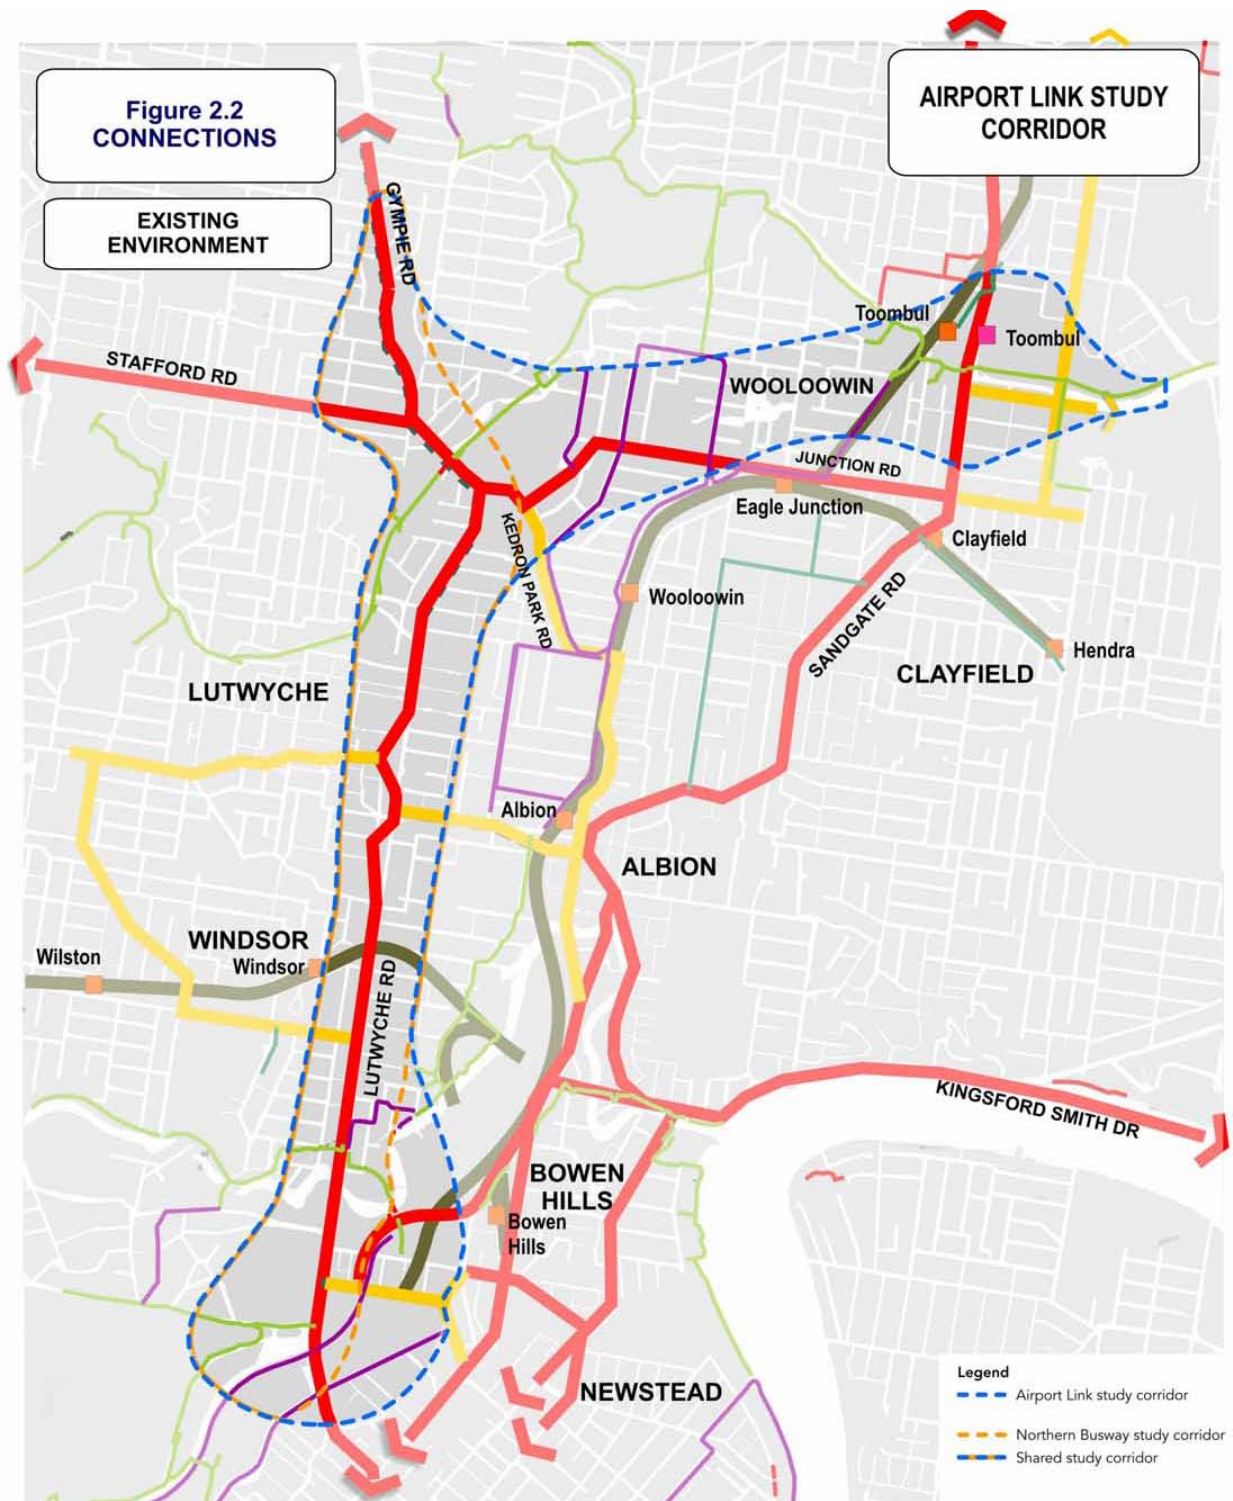 Figure 2.2
CONNECTIONS
EXISTING
ENVIRONMENT
AIRPORT LINK STUDY
CORRIDOR
GYMPIE RD
STAFFORD RD
Toombul
Toombul
WOOLOOWIN
JUNCTION RD
Eagle Junction
KEDRON PARK RD
Clayfield
Wooloowin
SANDGATE RD
Hendra
CLAYFIELD
LUTWYCHE
Albion
ALBION
WINDSOR
Wilston
Windsor
LUTWYCHE RD
KINGSFORD SMITH DR
BOWEN
HILLS
Bowen
Hills
NEWSTEAD
Legend
Airport Link study corridor
Northern Busway study corridor
Shared study corridor